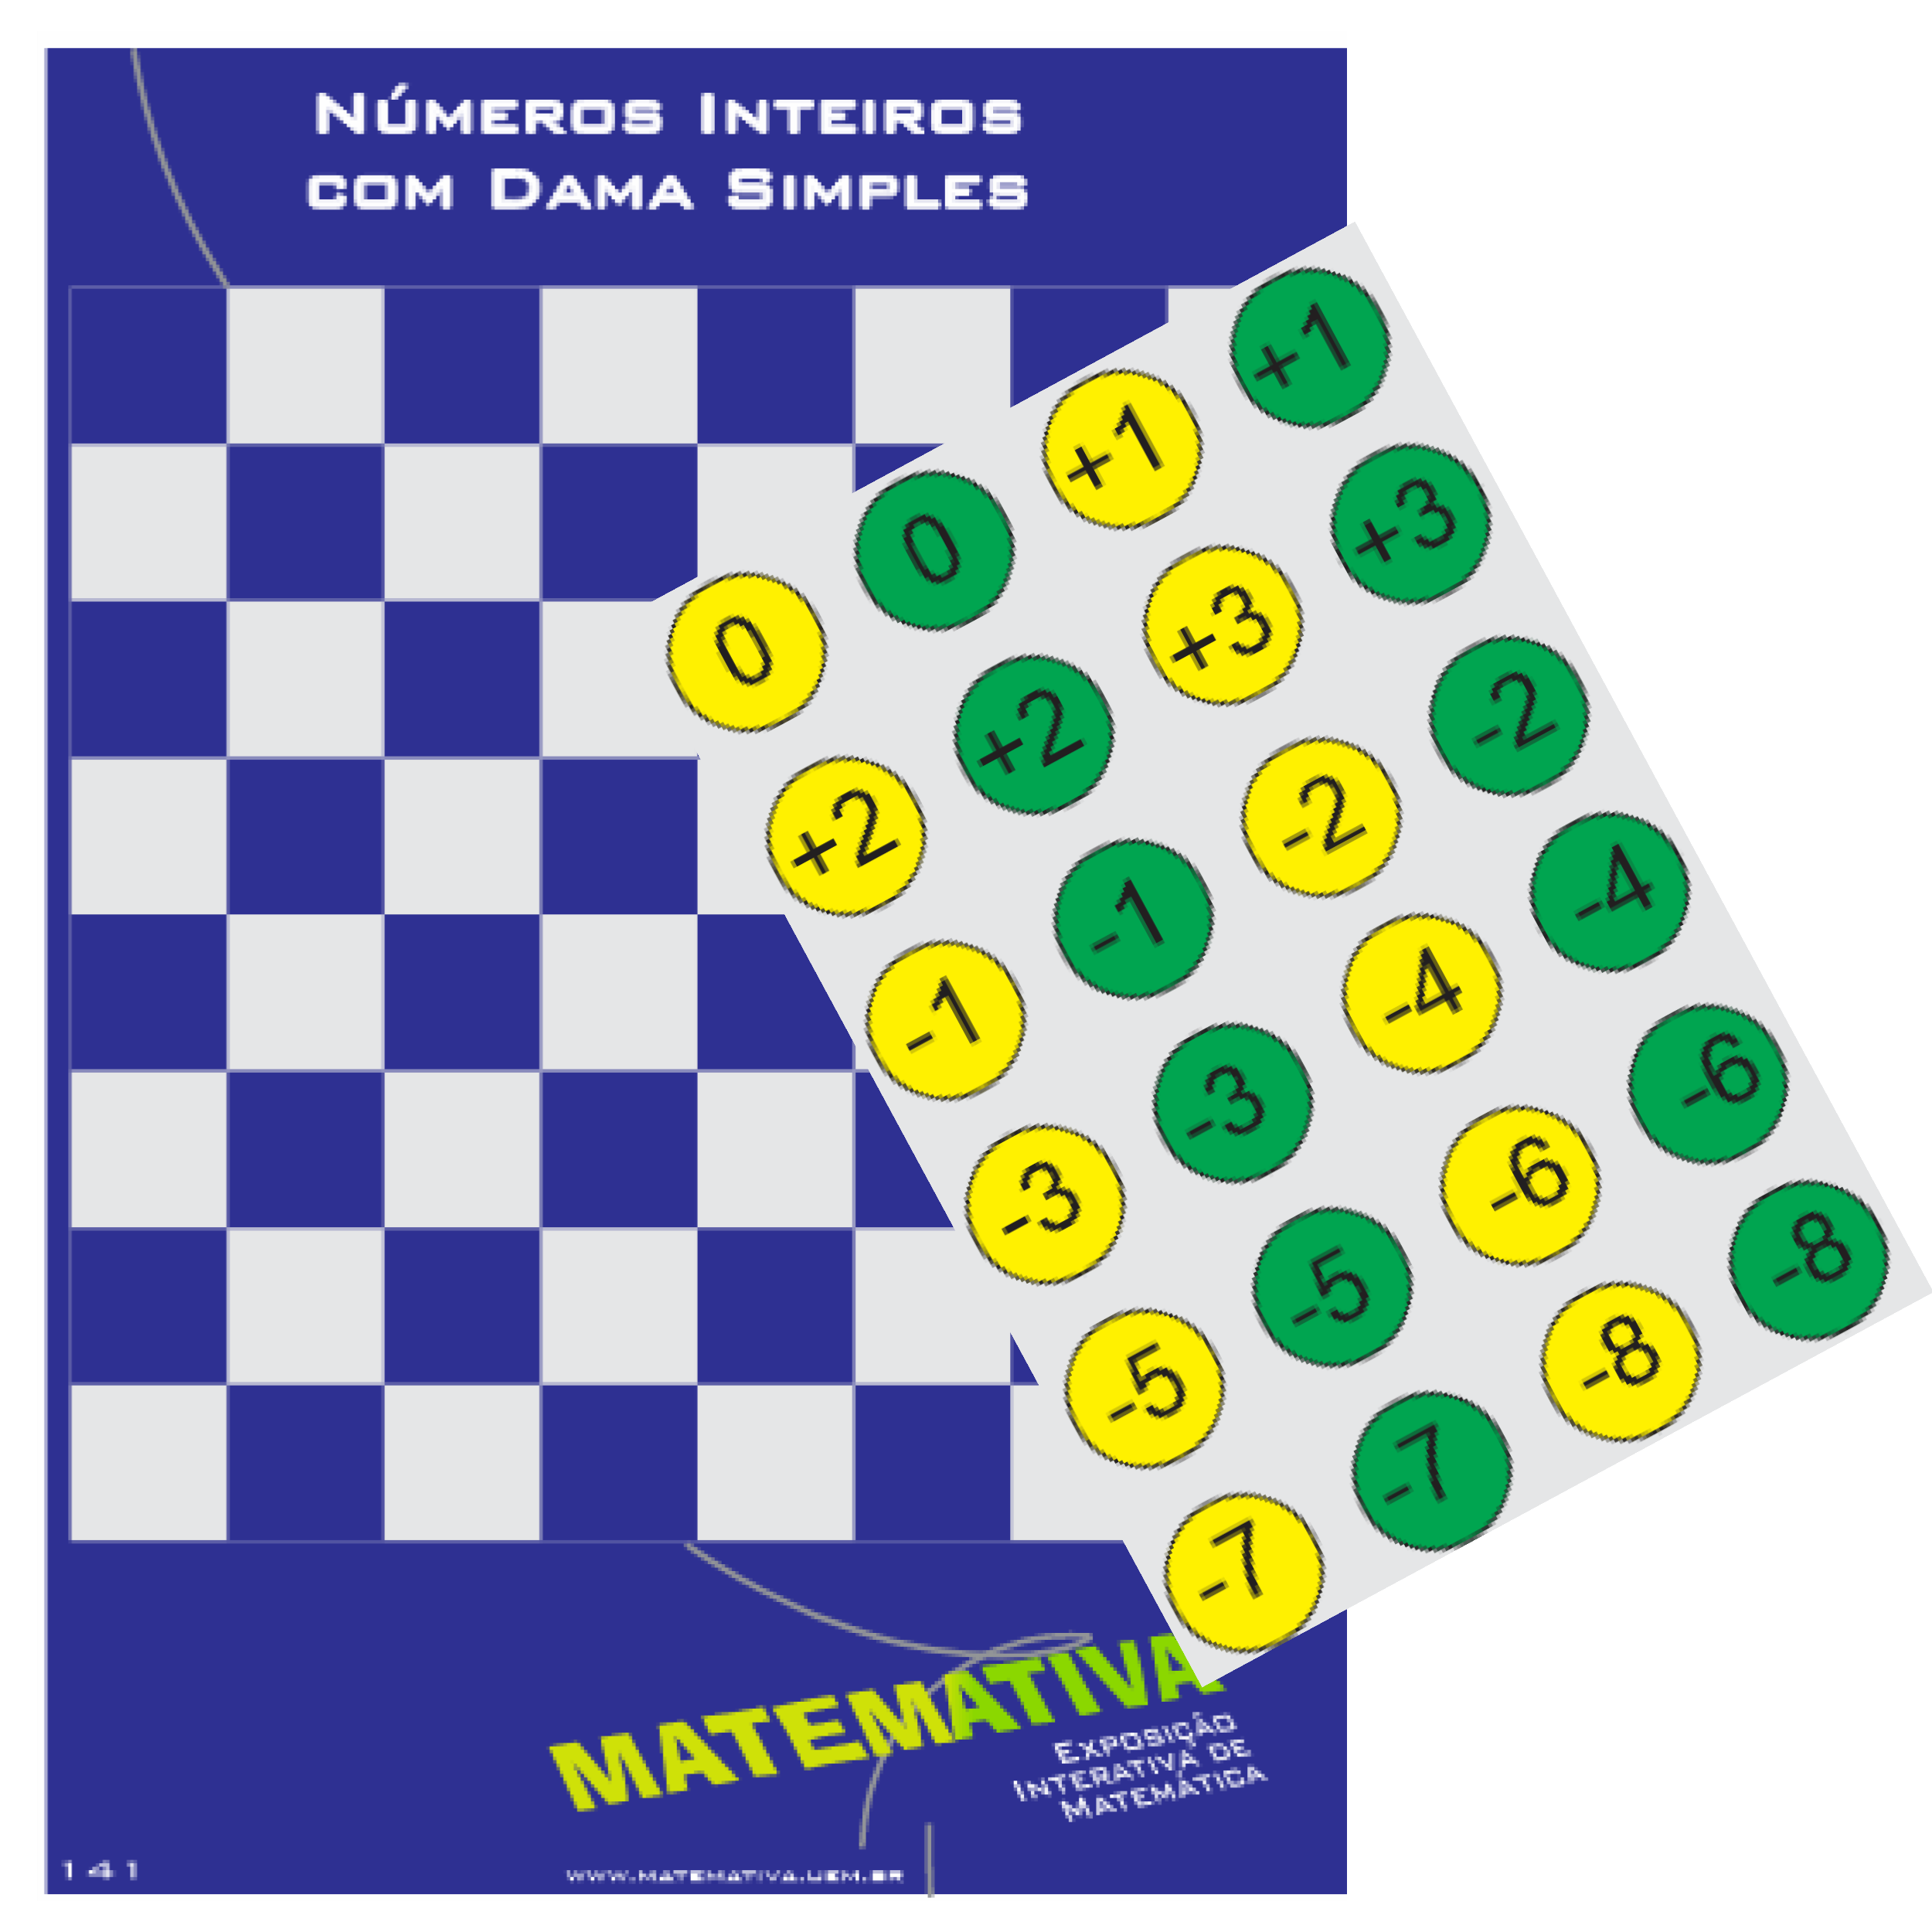 Números Inteiros
com Dama Simples
0 0 +1 +1
+2 +2 +3 +3
-1 -1 -2 -2
-3 -3 -4 -4
-5 -5 -6 -6
-7 -7 -8 -8
MATEMATIVA
Exposição
Interativa de
Matemática
141
www.matemativa.uem.br